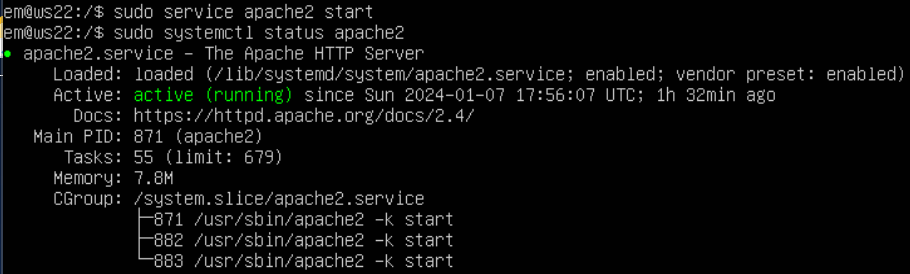 em@ws22:/$ sudo service apache2 start
em@ws22:/$ sudo systemctl status apache2
● apache2.service – The Apache HTTP Server
     Loaded: loaded (/lib/systemd/system/apache2.service; enabled; vendor preset: enabled)
     Active: active (running) since Sun 2024-01-07 17:56:07 UTC; 1h 32min ago
       Docs: https://httpd.apache.org/docs/2.4/
   Main PID: 871 (apache2)
      Tasks: 55 (limit: 679)
     Memory: 7.8M
     CGroup: /system.slice/apache2.service
             ├─871 /usr/sbin/apache2 -k start
             ├─882 /usr/sbin/apache2 -k start
             └─883 /usr/sbin/apache2 -k start